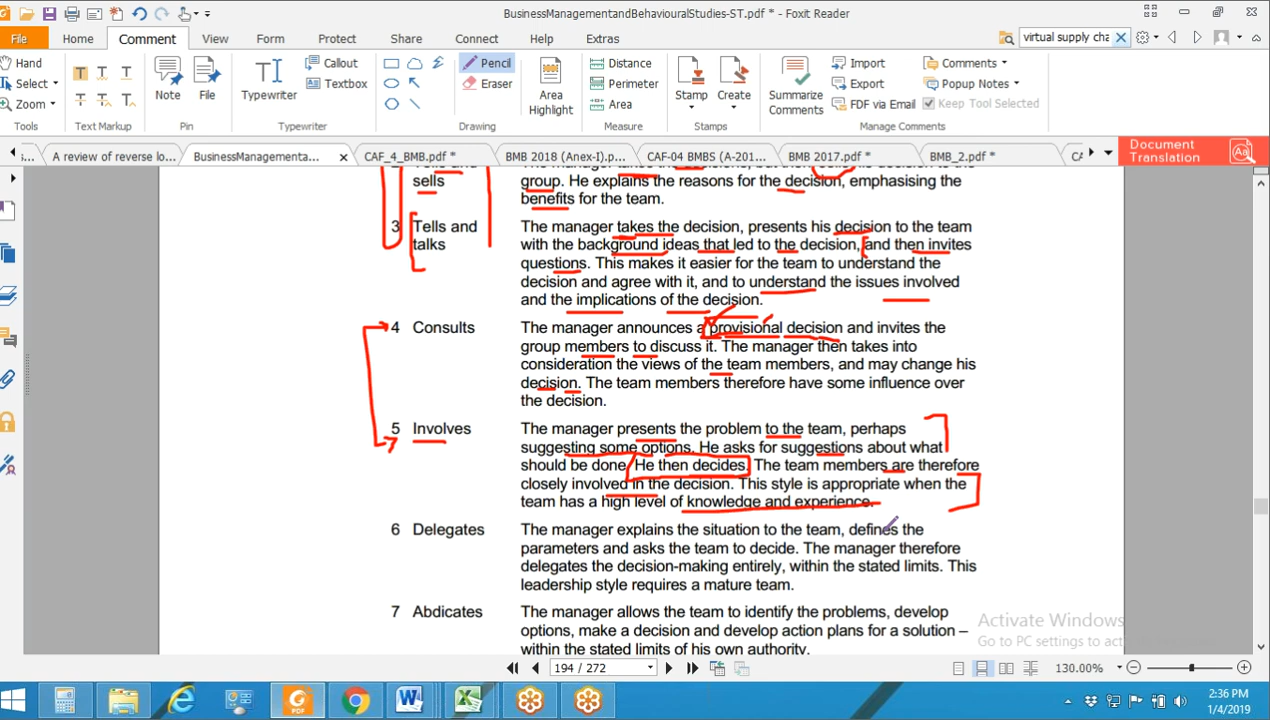 BusinessManagementandBehaviouralStudies-ST.pdf * - Foxit Reader
File Home Comment View Form Protect Share Connect Help Extras
virtual supply cha
Hand
Select
Zoom
Tools
Text Markup
Note
File
Pin
Typewriter
Callout
Textbox
Typewriter
Pencil
Eraser
Area
Highlight
Drawing
Distance
Perimeter
Area
Measure
Stamp
Create
Stamps
Summarize
Comments
Import
Export
FDF via Email
Comments
Popup Notes
Keep Tool Selected
Manage Comments
A review of reverse lo...
BusinessManagementa...
CAF_4_BMB.pdf *
BMB 2018 (Anex-I).p...
CAF-04 BMBS (A-201...
BMB 2017.pdf *
BMB_2.pdf *
CA
Document
Translation
sells
group. He explains the reasons for the decision, emphasising the
benefits for the team.
3 Tells and
talks
The manager takes the decision, presents his decision to the team
with the background ideas that led to the decision, and then invites
questions. This makes it easier for the team to understand the
decision and agree with it, and to understand the issues involved
and the implications of the decision.
4 Consults
The manager announces a provisional decision and invites the
group members to discuss it. The manager then takes into
consideration the views of the team members, and may change his
decision. The team members therefore have some influence over
the decision.
5 Involves
The manager presents the problem to the team, perhaps
suggesting some options. He asks for suggestions about what
should be done. He then decides. The team members are therefore
closely involved in the decision. This style is appropriate when the
team has a high level of knowledge and experience.
6 Delegates
The manager explains the situation to the team, defines the
parameters and asks the team to decide. The manager therefore
delegates the decision-making entirely, within the stated limits. This
leadership style requires a mature team.
7 Abdicates
The manager allows the team to identify the problems, develop
options, make a decision and develop action plans for a solution –
within the stated limits of his own authority.
Activate Windows
Go to PC settings to act
194 / 272
130.00%
2:36 PM
1/4/2019